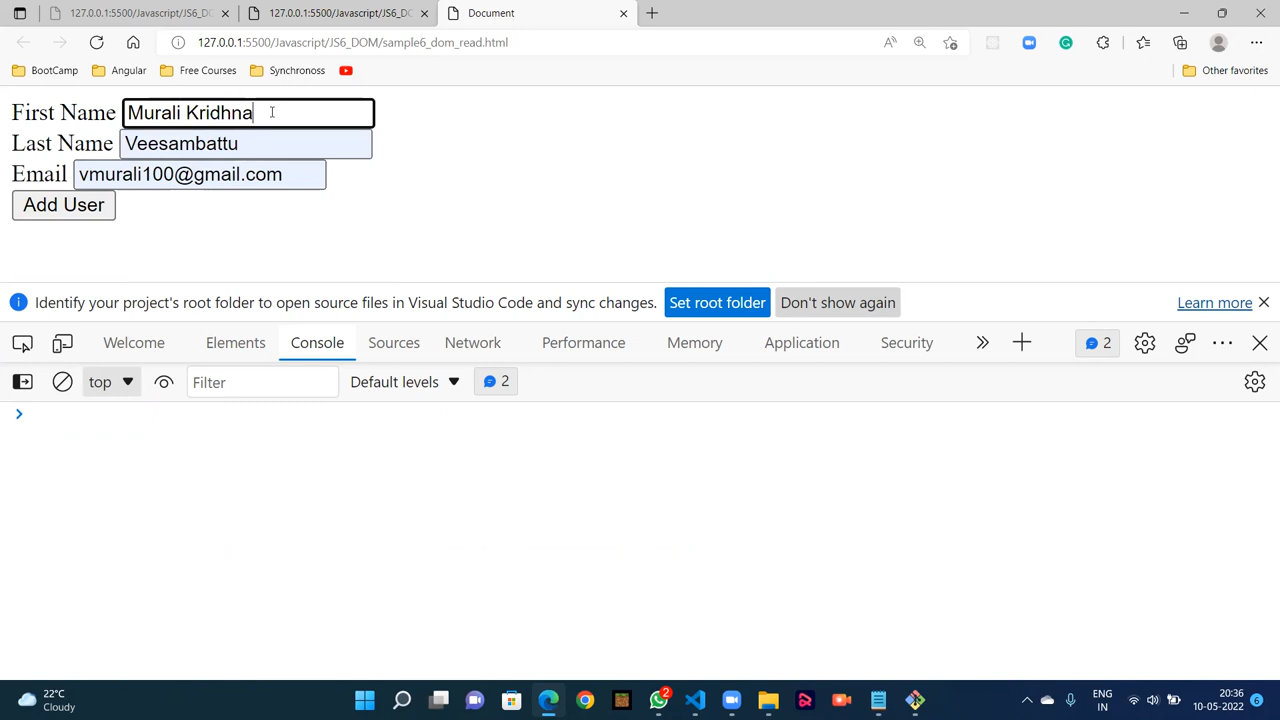 127.0.0.1:5500/Javascript/JS6_DO
127.0.0.1:5500/Javascript/JS6_DC
Document
127.0.0.1:5500/Javascript/JS6_DOM/sample6_dom_read.html
BootCamp
Angular
Free Courses
Synchronoss
Other favorites
First Name Murali Kridhna
Last Name Veesambattu
Email vmurali100@gmail.com
Add User
Identify your project's root folder to open source files in Visual Studio Code and sync changes. Set root folder Don't show again Learn more
Welcome Elements Console Sources Network Performance Memory Application Security 2
top Filter Default levels 2
22°C
Cloudy
2
ENG
IN
20:36
10-05-2022
6